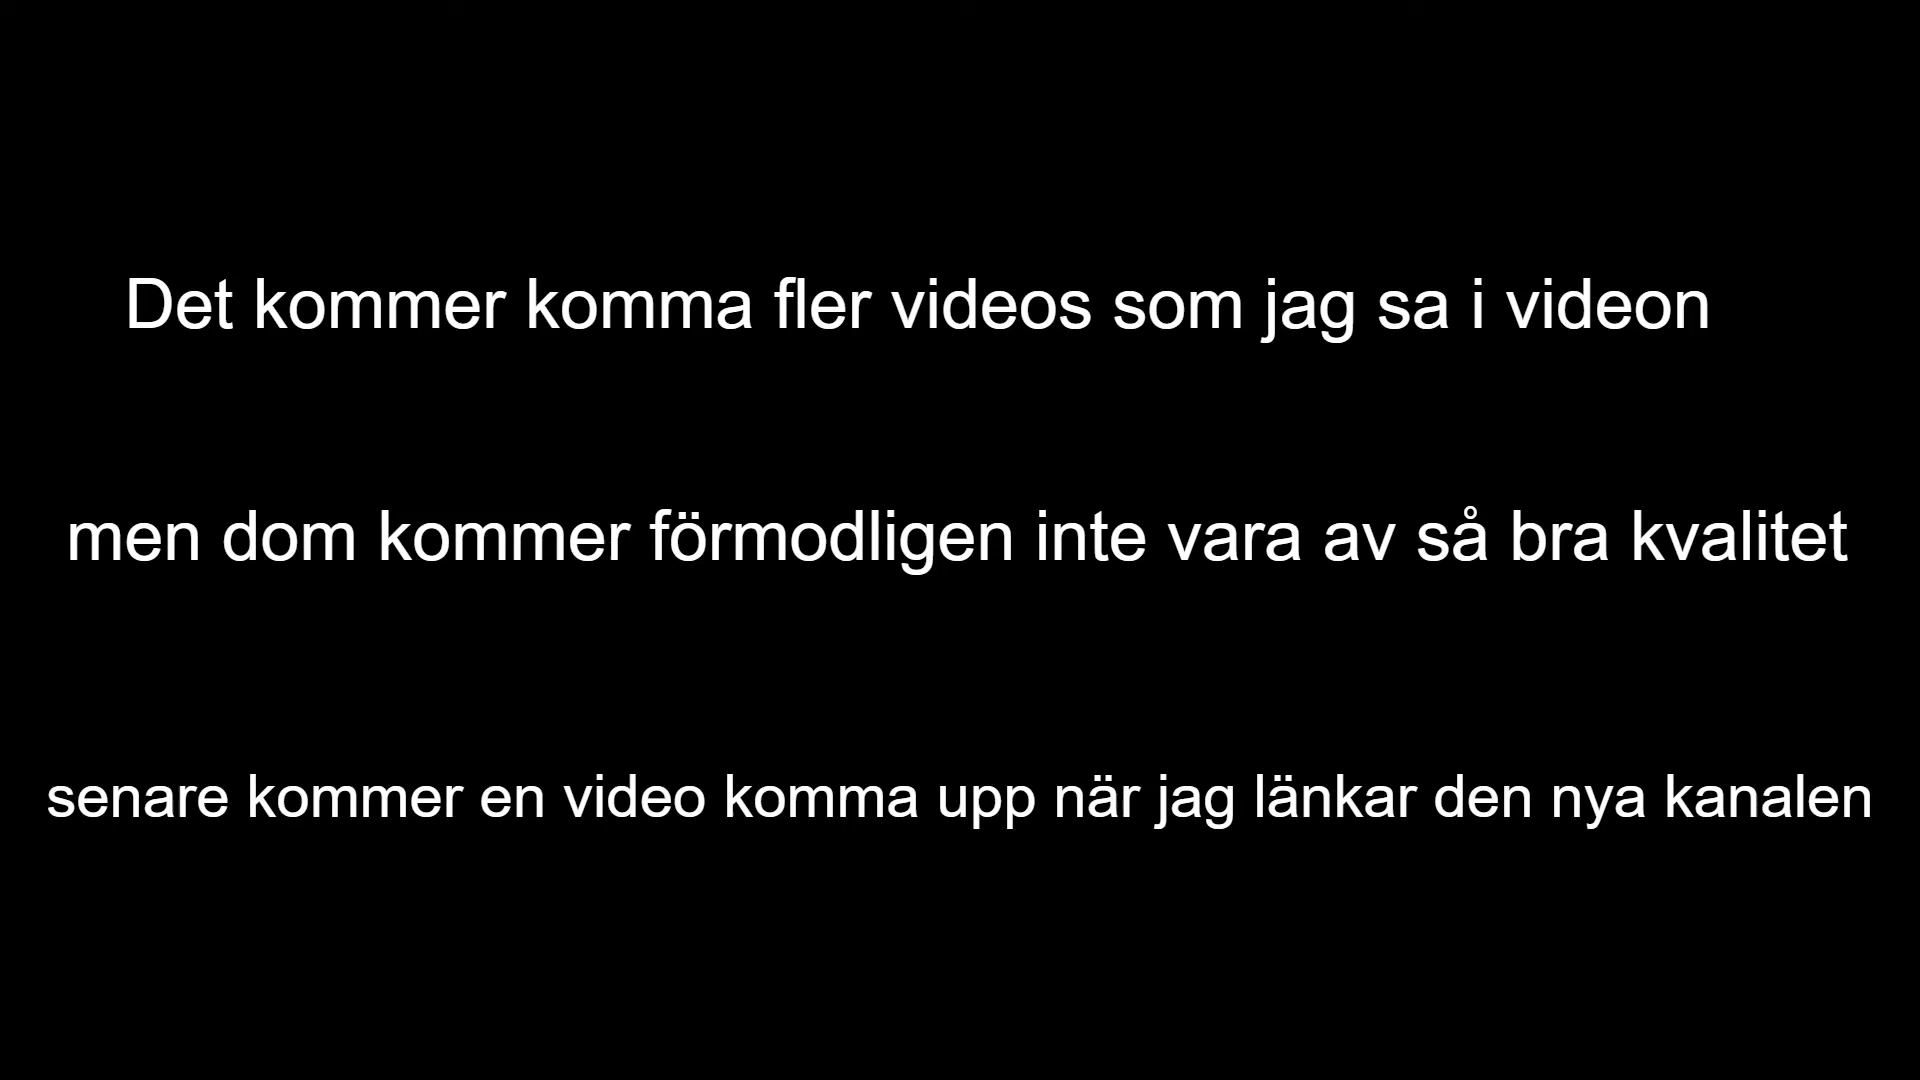 Det kommer komma fler videos som jag sa i videon
men dom kommer förmodligen inte vara av så bra kvalitet
senare kommer en video komma upp när jag länkar den nya kanalen